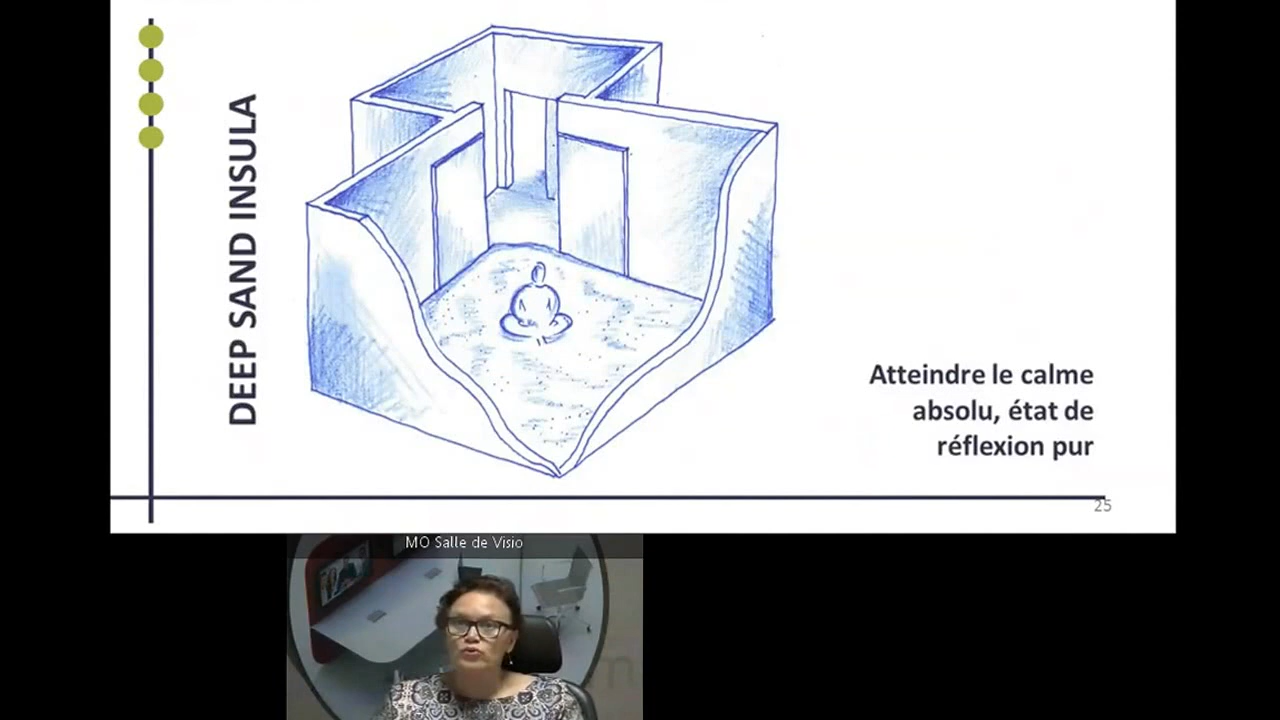 DEEP SAND INSULA
Atteindre le calme
absolu, état de
réflexion pur
25
MO Salle de Visio